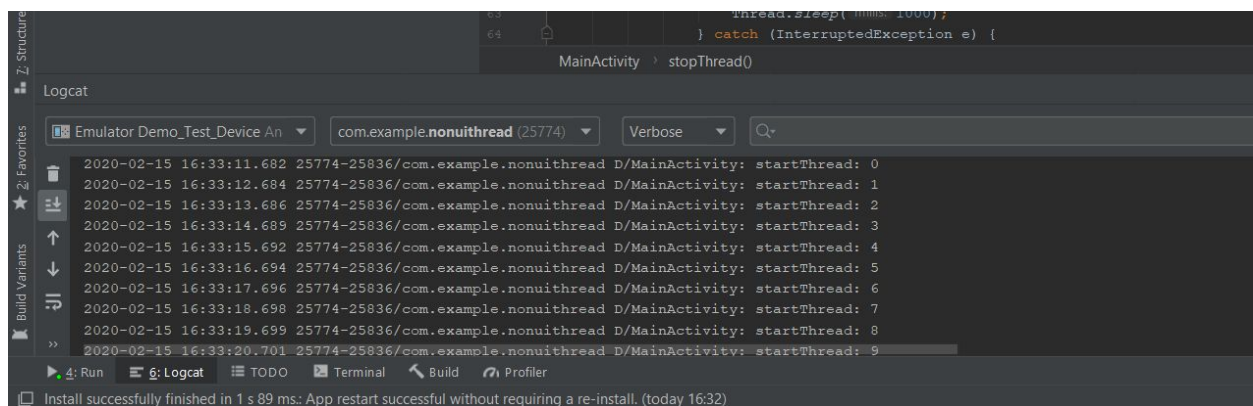 Z: Structure
63 Thread.sleep( millis: 1000);
64 } catch (InterruptedException e) {
MainActivity › stopThread()
Logcat
2: Favorites
Emulator Demo_Test_Device An com.example.nonuithread (25774) Verbose
2020-02-15 16:33:11.682 25774-25836/com.example.nonuithread D/MainActivity: startThread: 0
2020-02-15 16:33:12.684 25774-25836/com.example.nonuithread D/MainActivity: startThread: 1
2020-02-15 16:33:13.686 25774-25836/com.example.nonuithread D/MainActivity: startThread: 2
2020-02-15 16:33:14.689 25774-25836/com.example.nonuithread D/MainActivity: startThread: 3
2020-02-15 16:33:15.692 25774-25836/com.example.nonuithread D/MainActivity: startThread: 4
2020-02-15 16:33:16.694 25774-25836/com.example.nonuithread D/MainActivity: startThread: 5
2020-02-15 16:33:17.696 25774-25836/com.example.nonuithread D/MainActivity: startThread: 6
2020-02-15 16:33:18.698 25774-25836/com.example.nonuithread D/MainActivity: startThread: 7
2020-02-15 16:33:19.699 25774-25836/com.example.nonuithread D/MainActivity: startThread: 8
2020-02-15 16:33:20.701 25774-25836/com.example.nonuithread D/MainActivity: startThread: 9
Build Variants
4: Run 6: Logcat TODO Terminal Build Profiler
Install successfully finished in 1 s 89 ms.: App restart successful without requiring a re-install. (today 16:32)